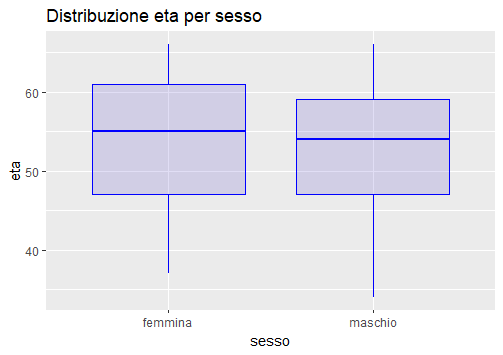 Distribuzione eta per sesso
60
50
40
eta
femmina
maschio
sesso